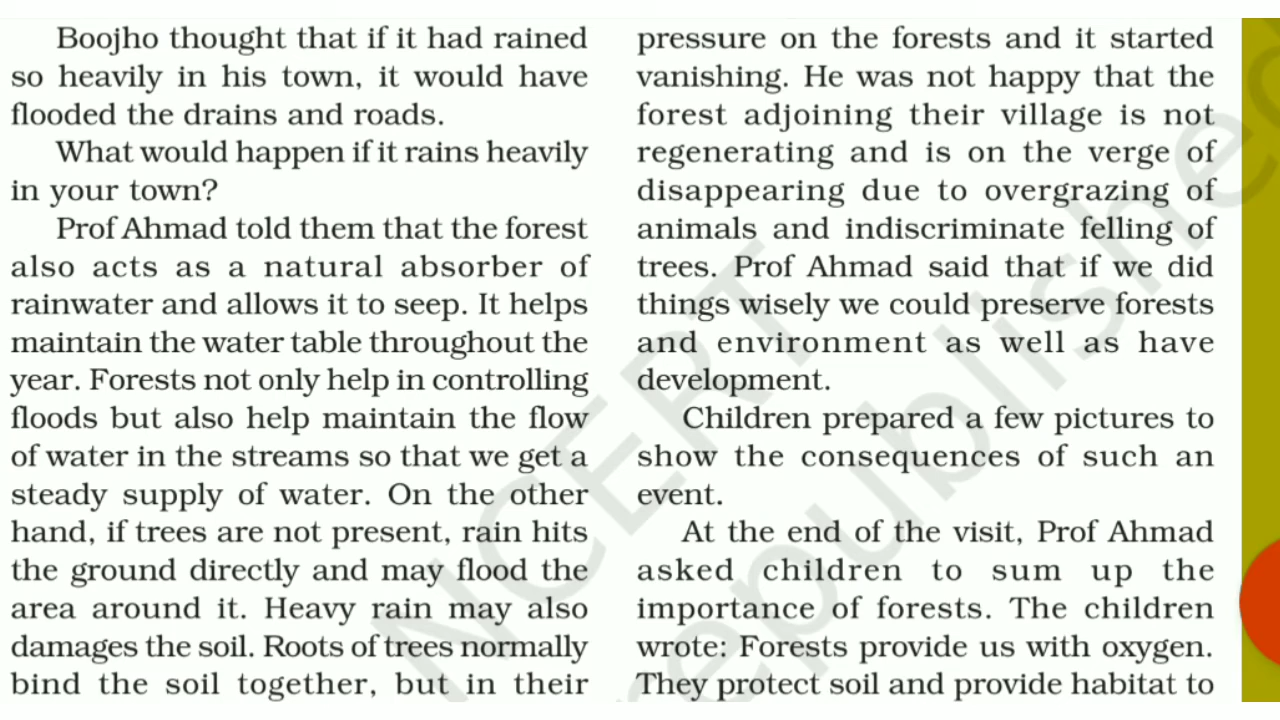 Boojho thought that if it had rained
so heavily in his town, it would have
flooded the drains and roads.
What would happen if it rains heavily
in your town?
Prof Ahmad told them that the forest
also acts as a natural absorber of
rainwater and allows it to seep. It helps
maintain the water table throughout the
year. Forests not only help in controlling
floods but also help maintain the flow
of water in the streams so that we get a
steady supply of water. On the other
hand, if trees are not present, rain hits
the ground directly and may flood the
area around it. Heavy rain may also
damages the soil. Roots of trees normally
bind the soil together, but in their
pressure on the forests and it started
vanishing. He was not happy that the
forest adjoining their village is not
regenerating and is on the verge of
disappearing due to overgrazing of
animals and indiscriminate felling of
trees. Prof Ahmad said that if we did
things wisely we could preserve forests
and environment as well as have
development.
Children prepared a few pictures to
show the consequences of such an
event.
At the end of the visit, Prof Ahmad
asked children to sum up the
importance of forests. The children
wrote: Forests provide us with oxygen.
They protect soil and provide habitat to
NCERT
republished